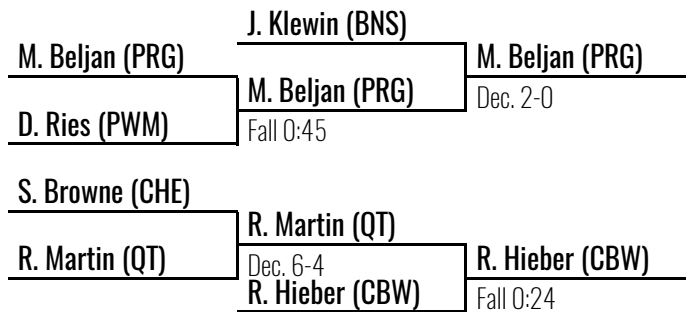 J. Klewin (BNS)
M. Beljan (PRG)
M. Beljan (PRG)
M. Beljan (PRG)
Dec. 2-0
D. Ries (PWM)
Fall 0:45
S. Browne (CHE)
R. Martin (QT)
R. Martin (QT)
R. Hieber (CBW)
Dec. 6-4
R. Hieber (CBW)
Fall 0:24